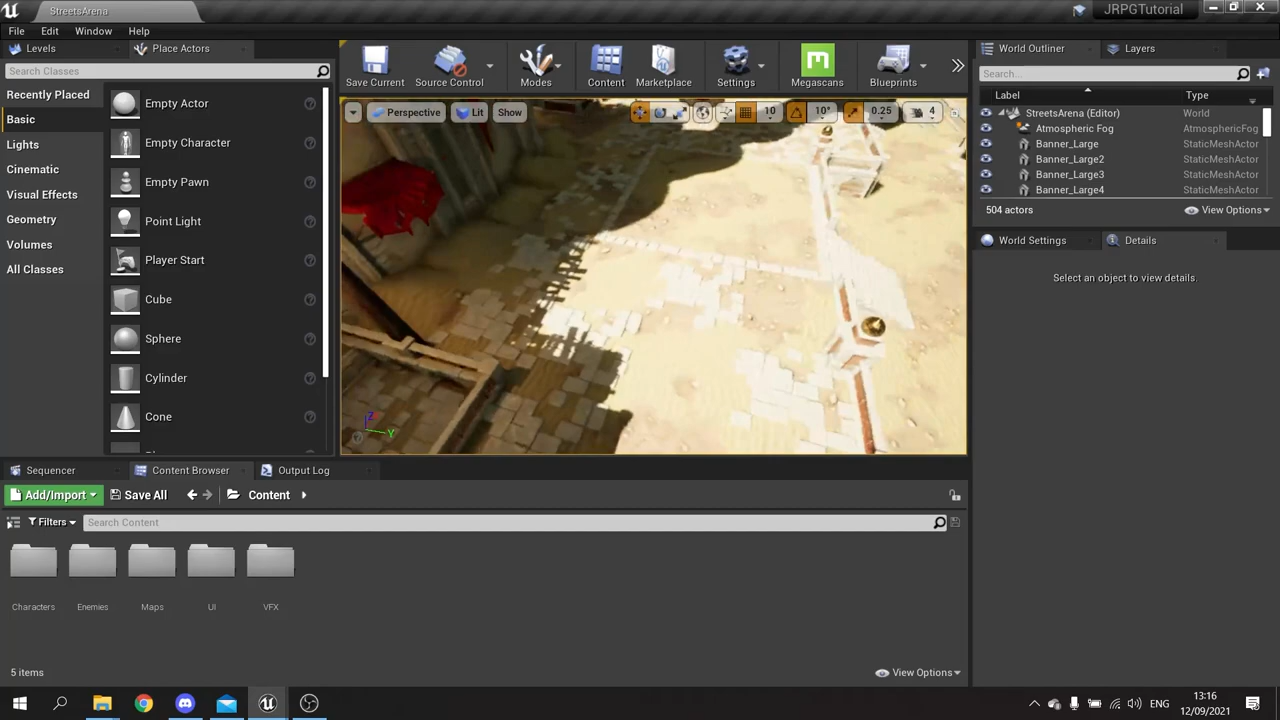 StreetsArena
JRPGTutorial
File Edit Window Help
Levels Place Actors
Search Classes
Recently Placed
Basic
Lights
Cinematic
Visual Effects
Geometry
Volumes
All Classes
Empty Actor
Empty Character
Empty Pawn
Point Light
Player Start
Cube
Sphere
Cylinder
Cone
Save Current Source Control Modes Content Marketplace Settings Megascans Blueprints
Perspective Lit Show 10 10° 0.25 4
Z
Y
World Outliner Layers
Search...
Label Type
StreetsArena (Editor) World
Atmospheric Fog AtmosphericFog
Banner_Large StaticMeshActor
Banner_Large2 StaticMeshActor
Banner_Large3 StaticMeshActor
Banner_Large4 StaticMeshActor
504 actors View Options
World Settings Details
Select an object to view details.
Sequencer Content Browser Output Log
Add/Import Save All Content
Filters Search Content
Characters Enemies Maps UI VFX
5 items View Options
ENG
13:16
12/09/2021